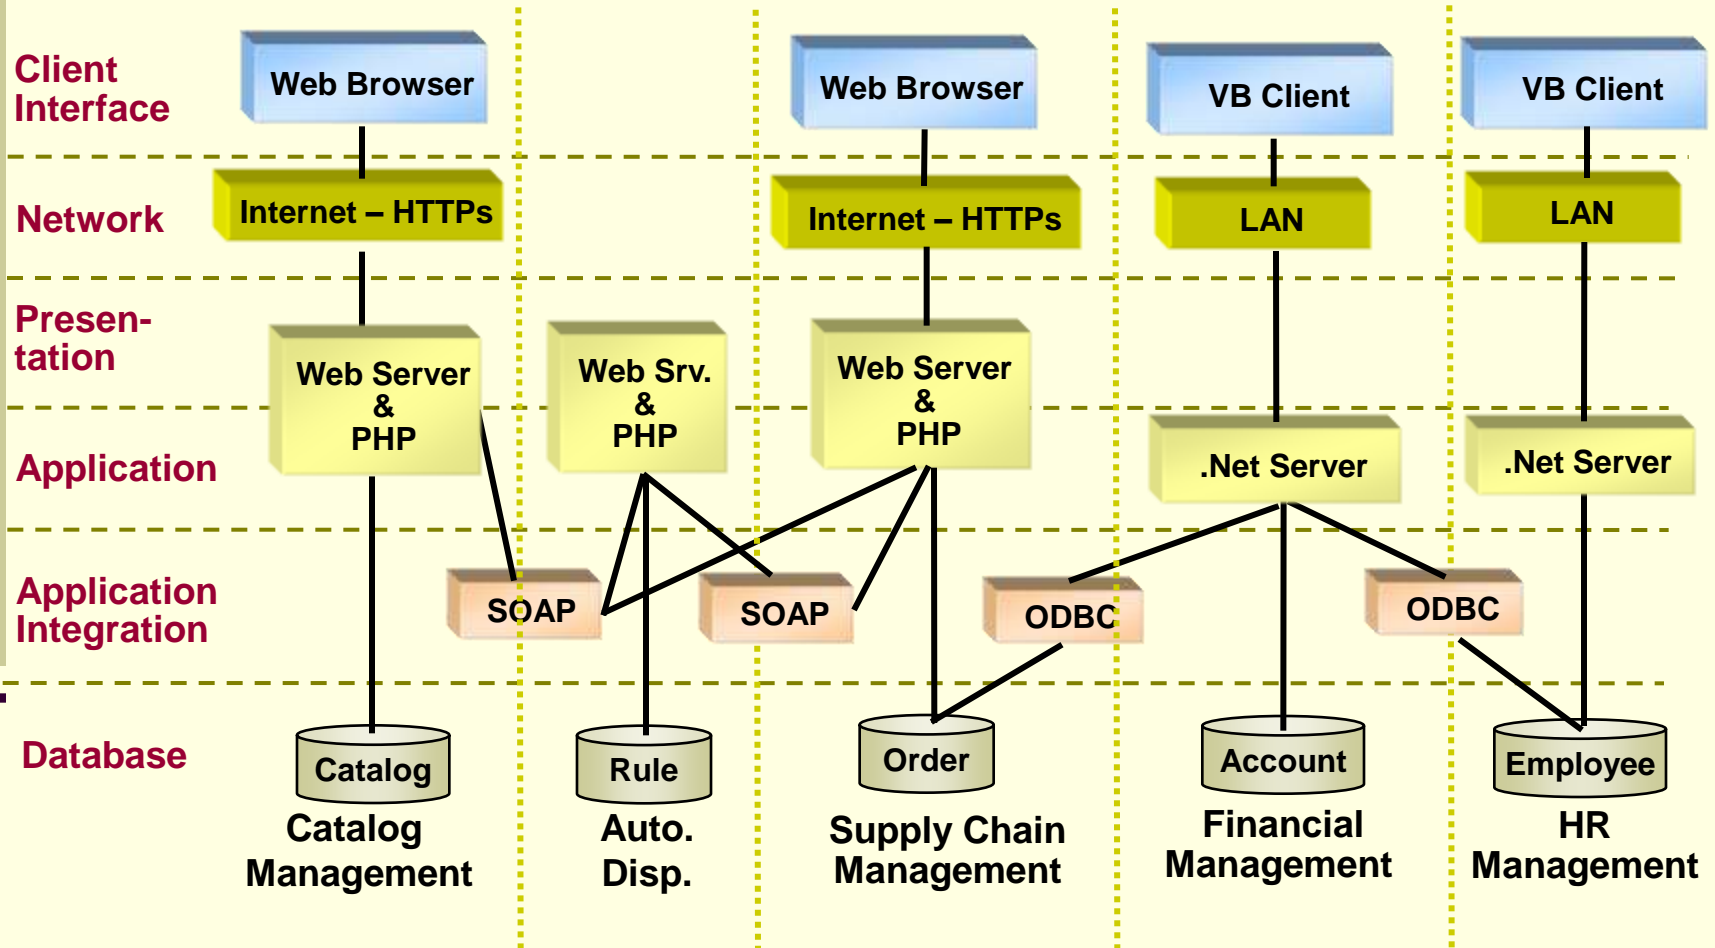 Client
Interface
Web Browser
Web Browser
VB Client
VB Client
Network
Internet – HTTPs
Internet – HTTPs
LAN
LAN
Presen-
tation
Web Server
&
PHP
Web Srv.
&
PHP
Web Server
&
PHP
Application
.Net Server
.Net Server
Application
Integration
SOAP
SOAP
ODBC
ODBC
Database
Catalog
Rule
Order
Account
Employee
Catalog
Management
Auto.
Disp.
Supply Chain
Management
Financial
Management
HR
Management